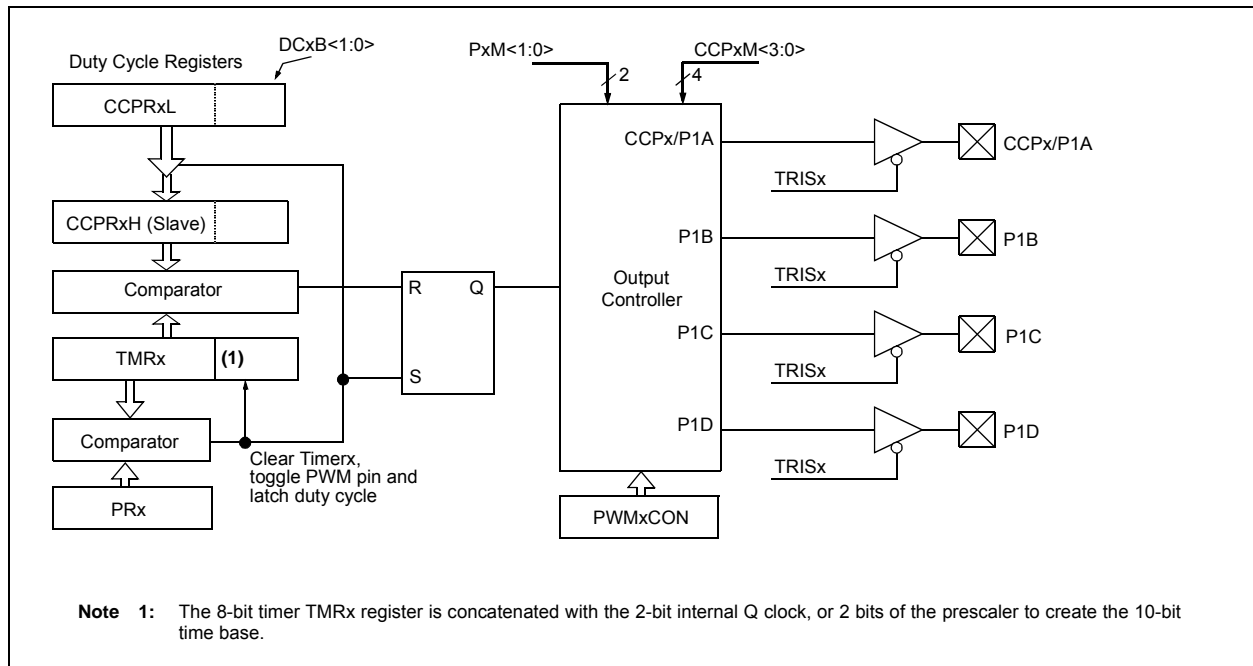 DCxB<1:0>
Duty Cycle Registers
CCPRxL
CCPRxH (Slave)
Comparator
TMRx
(1)
Comparator
PRx
Clear Timerx,
toggle PWM pin and
latch duty cycle
R
Q
S
PxM<1:0>
2
CCPxM<3:0>
4
Output
Controller
CCPx/P1A
P1B
P1C
P1D
PWMxCON
TRISx
CCPx/P1A
TRISx
P1B
TRISx
P1C
TRISx
P1D
Note 1: The 8-bit timer TMRx register is concatenated with the 2-bit internal Q clock, or 2 bits of the prescaler to create the 10-bit
time base.